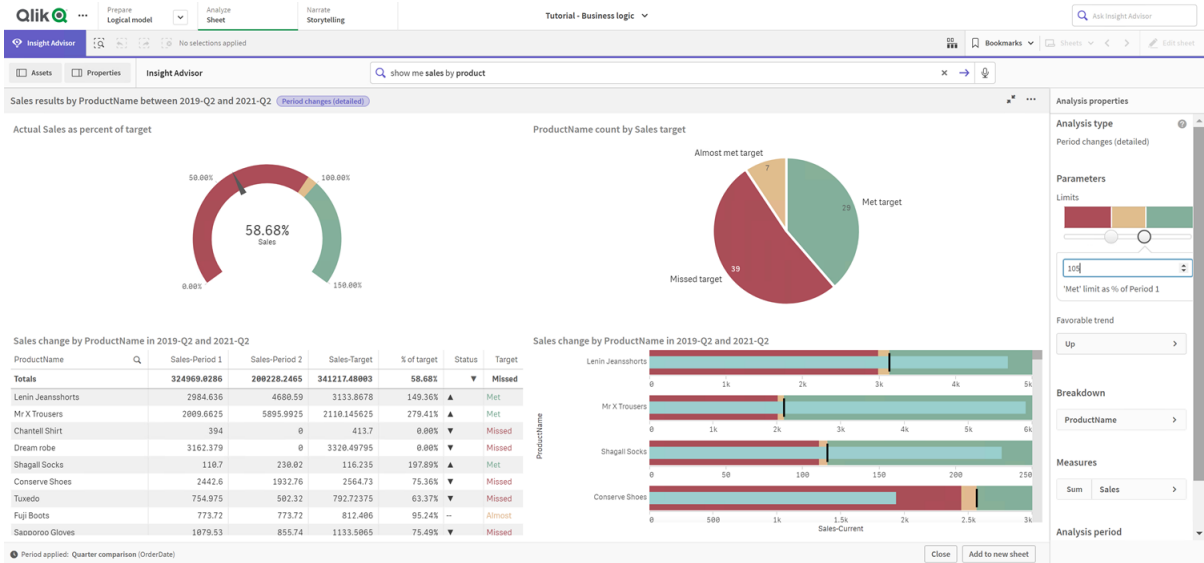 Qlik
Prepare
Logical model
Analyze
Sheet
Narrate
Storytelling
Tutorial - Business logic
Ask Insight Advisor
Insight Advisor
No selections applied
Bookmarks
Sheets
Edit sheet
Assets
Properties
Insight Advisor
show me sales by product
Sales results by ProductName between 2019-Q2 and 2021-Q2 Period changes (detailed)
Actual Sales as percent of target
50.00%
100.00%
58.68%
Sales
0.00%
150.00%
ProductName count by Sales target
Almost met target
7
29
Met target
39
Missed target
Sales change by ProductName in 2019-Q2 and 2021-Q2
ProductName Sales-Period 1 Sales-Period 2 Sales-Target % of target Status Target
Totals 324969.0286 200228.2465 341217.48003 58.68% ▼ Missed
Lenin Jeansshorts 2984.636 4680.59 3133.8678 149.36% ▲ Met
Mr X Trousers 2009.6625 5895.9925 2110.145625 279.41% ▲ Met
Chantell Shirt 394 0 413.7 0.00% ▼ Missed
Dream robe 3162.379 0 3320.49795 0.00% ▼ Missed
Shagall Socks 110.7 230.02 116.235 197.89% ▲ Met
Conserve Shoes 2442.6 1932.76 2564.73 75.36% ▼ Missed
Tuxedo 754.975 502.32 792.72375 63.37% ▼ Missed
Fuji Boots 773.72 773.72 812.406 95.24% -- Almost
Sapporoo Gloves 1079.53 855.74 1133.5065 75.49% ▼ Missed
Sales change by ProductName in 2019-Q2 and 2021-Q2
ProductName
Lenin Jeansshorts
0 1k 2k 3k 4k 5k
Mr X Trousers
0 1k 2k 3k 4k 5k 6k
Shagall Socks
0 50 100 150 200 250
Conserve Shoes
0 500 1k 1.5k 2k 2.5k 3k
Sales-Current
Analysis properties
Analysis type
Period changes (detailed)
Parameters
Limits
105
'Met' limit as % of Period 1
Favorable trend
Up
Breakdown
ProductName
Measures
Sum Sales
Analysis period
Period applied: Quarter comparison (OrderDate)
Close
Add to new sheet